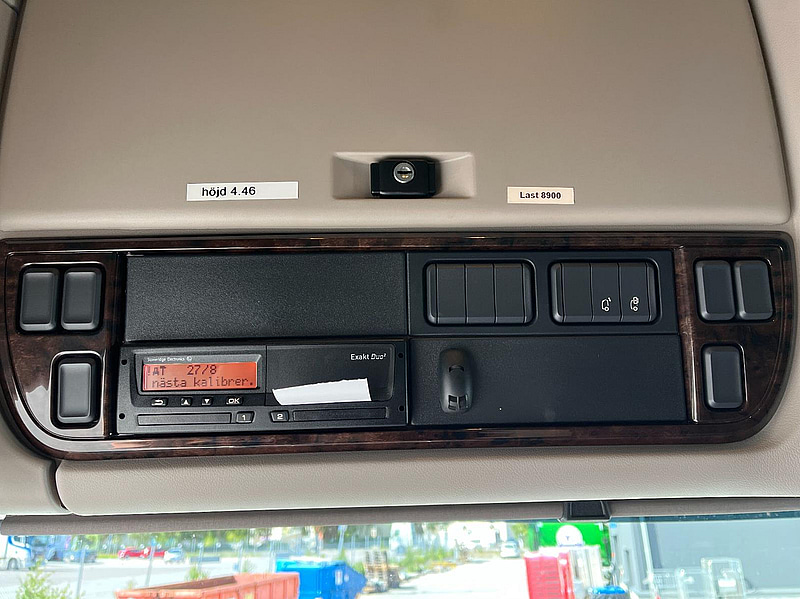 höjd 4.46
Last 8900
Stoneridge Electronics
Exakt Duo²
!AT 27/8
nästa kalibrer.
OK
1 2